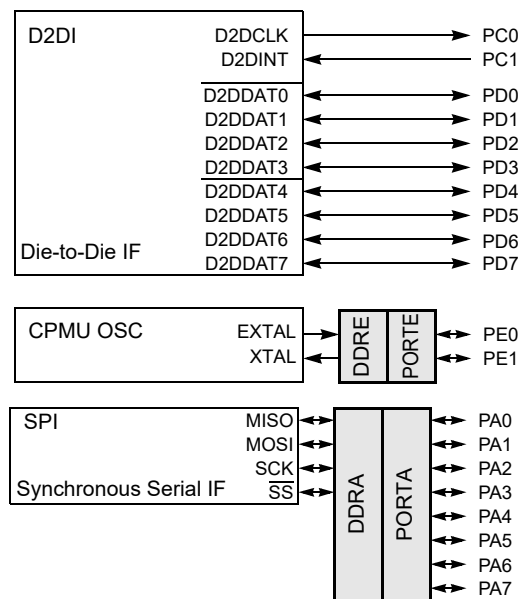 D2DI D2DCLK PC0
D2DINT PC1
D2DDAT0 PD0
D2DDAT1 PD1
D2DDAT2 PD2
D2DDAT3 PD3
D2DDAT4 PD4
D2DDAT5 PD5
D2DDAT6 PD6
Die-to-Die IF D2DDAT7 PD7
CPMU OSC EXTAL DDRE PORTE PE0
XTAL PE1
SPI MISO PA0
MOSI PA1
SCK PA2
Synchronous Serial IF SS DDRA PORTA PA3
PA4
PA5
PA6
PA7